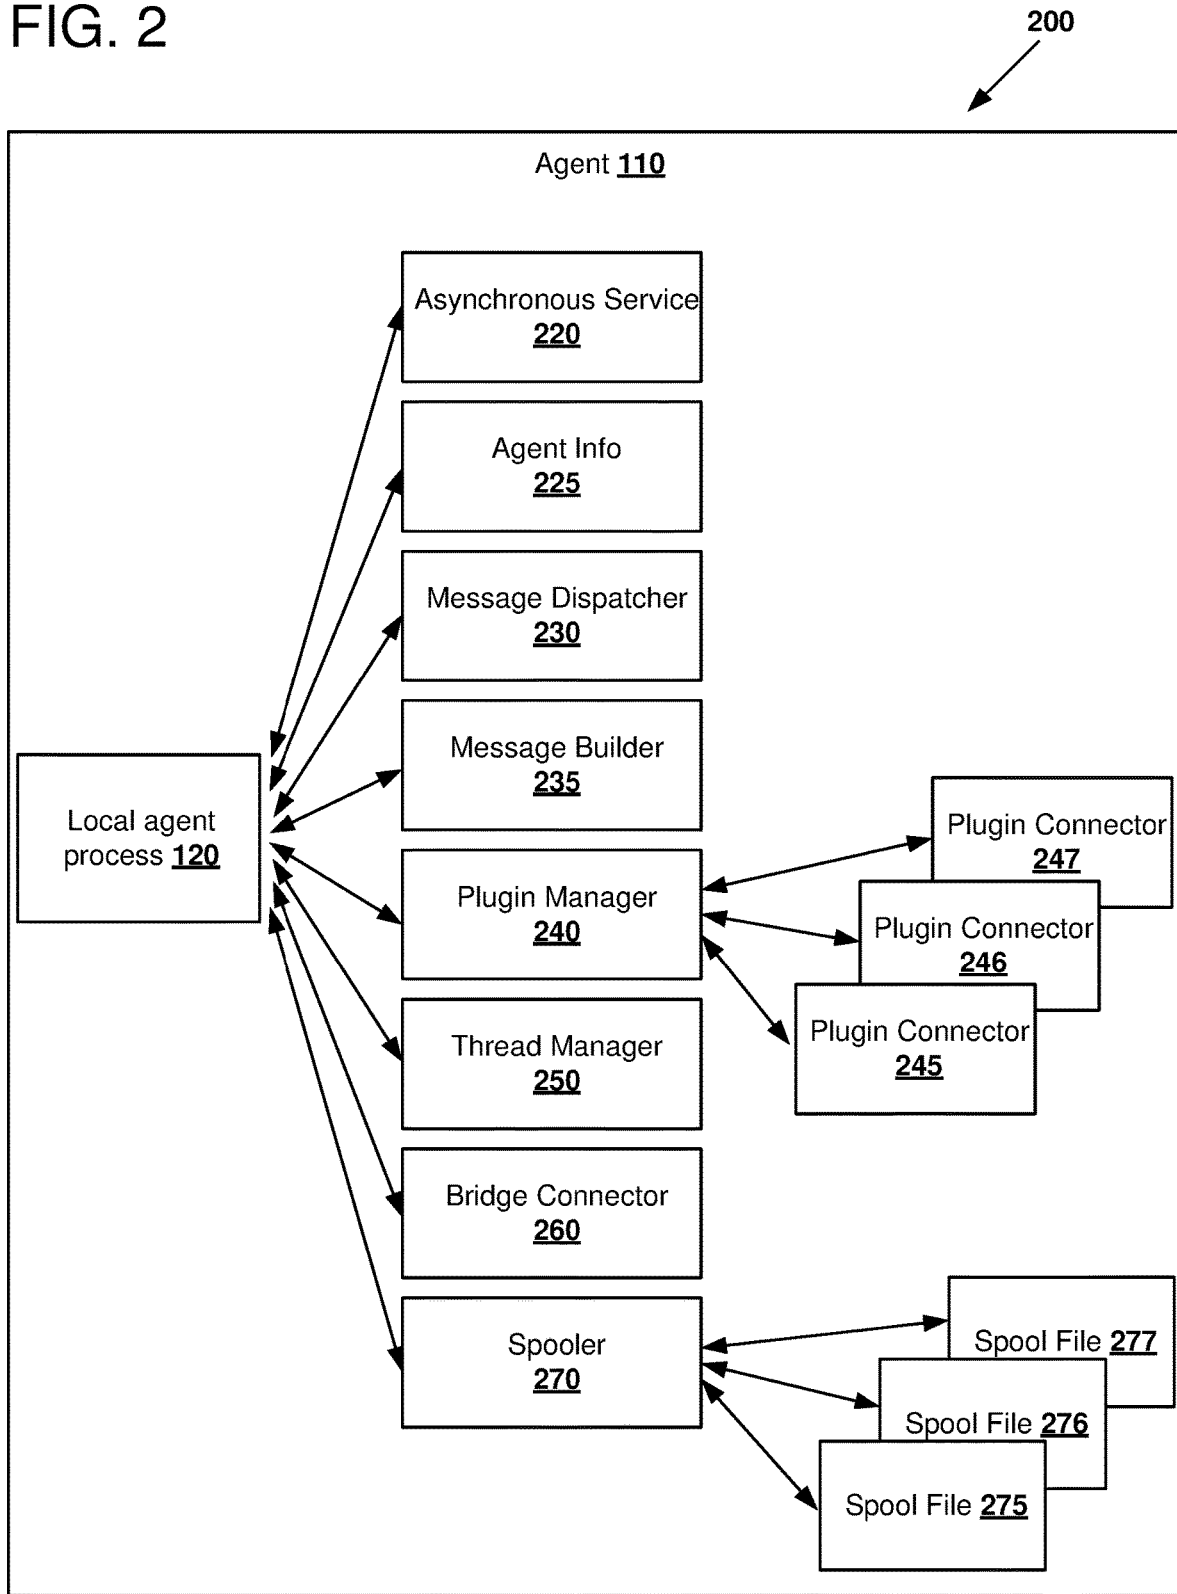 FIG. 2
200
Agent 110
Asynchronous Service
220
Agent Info
225
Message Dispatcher
230
Message Builder
235
Local agent
process 120
Plugin Manager
240
Plugin Connector
247
Plugin Connector
246
Plugin Connector
245
Thread Manager
250
Bridge Connector
260
Spooler
270
Spool File 277
Spool File 276
Spool File 275